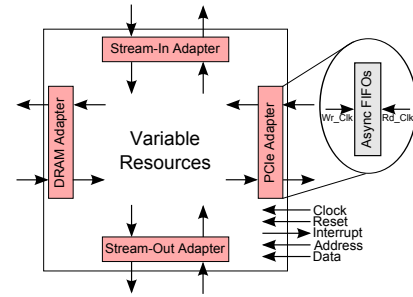 Stream-In Adapter
DRAM Adapter
Variable
Resources
PCIe Adapter
Async FIFOs
Wr_Clk
Rd_Clk
Clock
Reset
Interrupt
Address
Data
Stream-Out Adapter